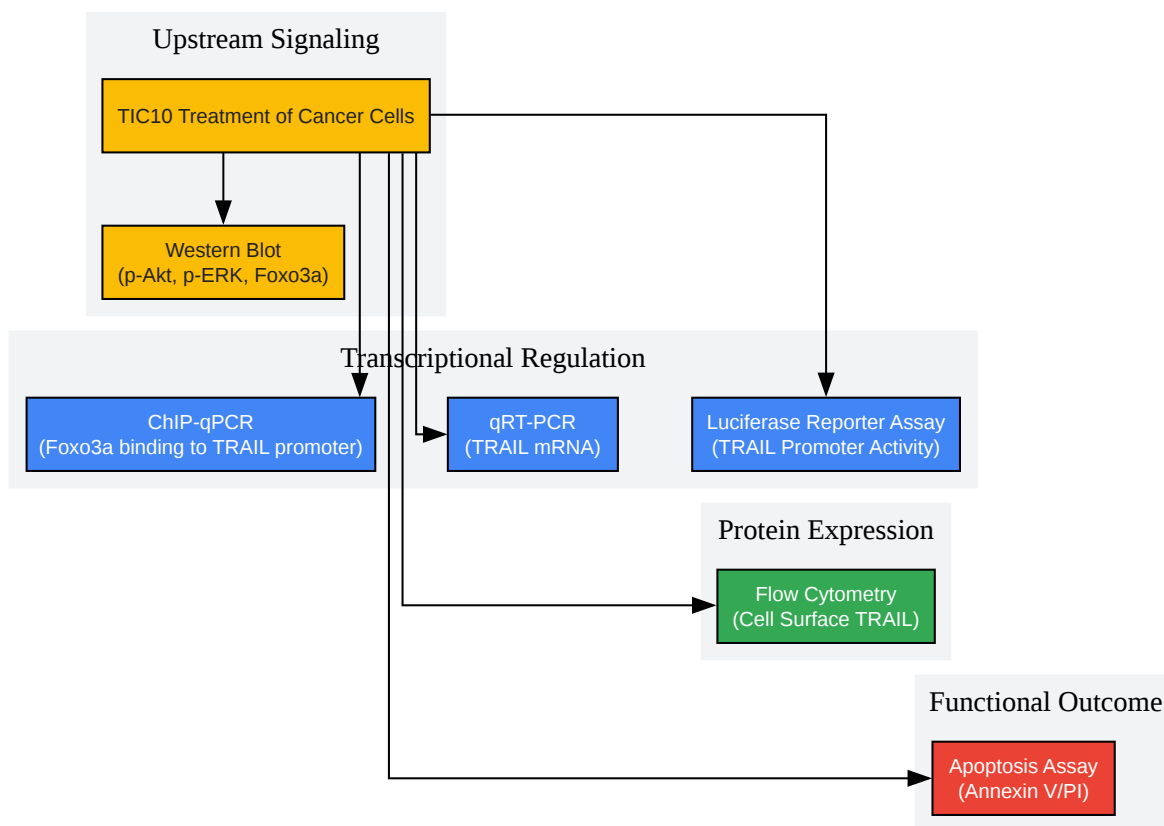 Upstream Signaling
TIC10 Treatment of Cancer Cells
Western Blot
(p-Akt, p-ERK, Foxo3a)
Transcriptional Regulation
ChIP-qPCR
(Foxo3a binding to TRAIL promoter)
qRT-PCR
(TRAIL mRNA)
Luciferase Reporter Assay
(TRAIL Promoter Activity)
Protein Expression
Flow Cytometry
(Cell Surface TRAIL)
Functional Outcome
Apoptosis Assay
(Annexin V/PI)